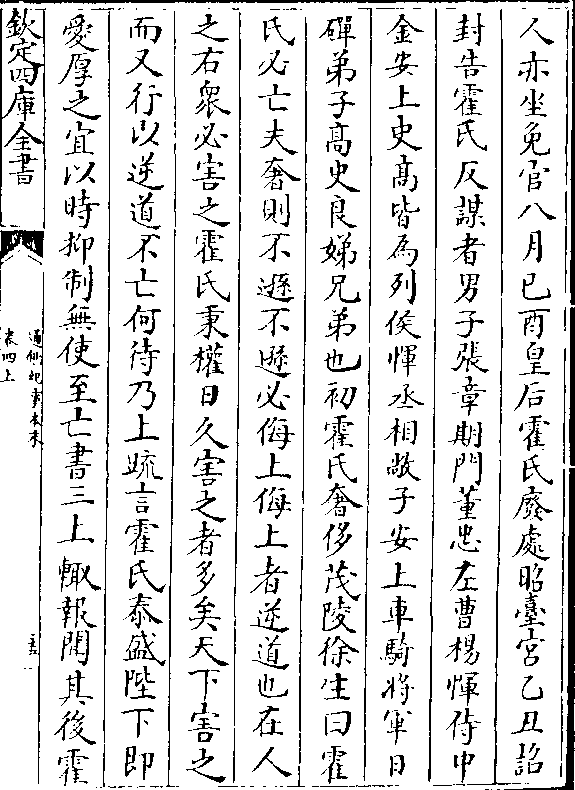 人亦坐免官八月已酉皇后霍氏廢處昭臺宮乙丑詔
封告霍氏反謀者男子張章期門董忠左曹楊惲侍中
金安上史髙皆為列侯惲丞相敞子安上車騎將軍日
磾弟子髙史良娣兄弟也初霍氏奢侈茂陵徐生曰霍
氏必亡夫奢則不遜不遜必侮上侮上者逆道也在人
之右衆必害之霍氏秉權日久害之者多矣天下害之
而又行以逆道不亡何待乃上疏言霍氏泰盛陛下即
愛厚之宜以時抑制無使至亡書三上輙報聞其後霍
欽定四庫全書
通鑑紀事本末
卷四上